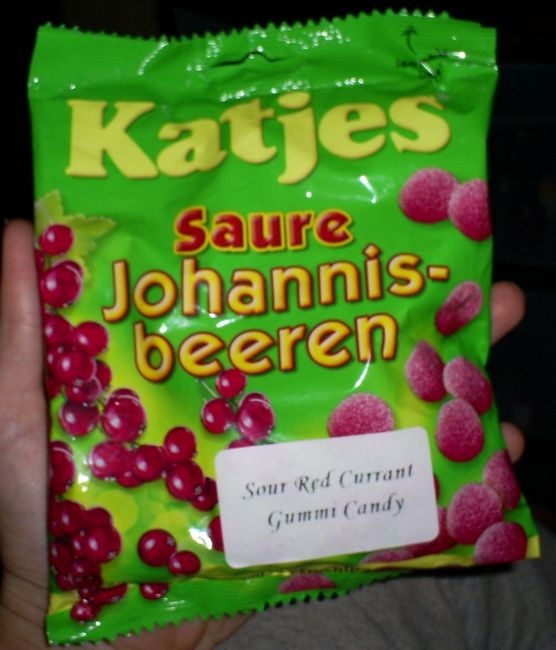 Katjes
Saure
Johannis-
beeren
Sour Red Currant
Gummi Candy